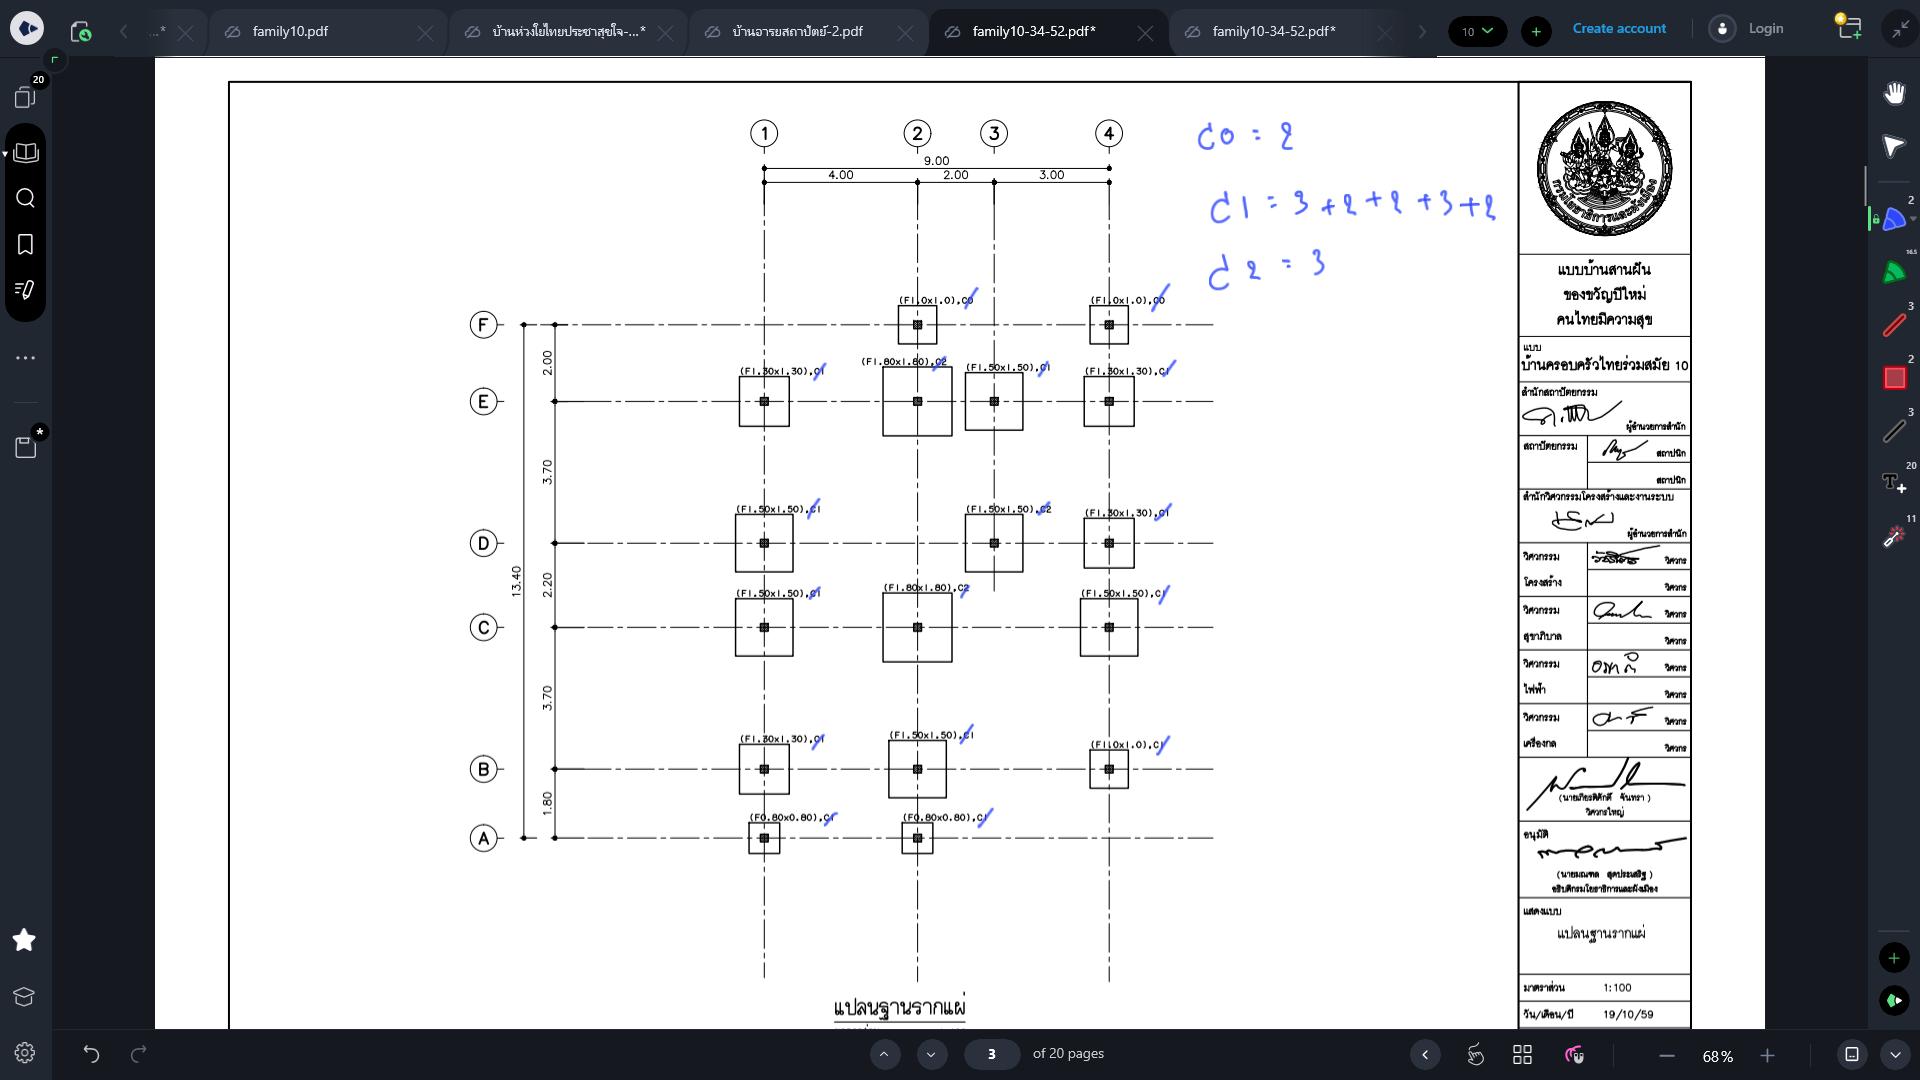 ...*
family10.pdf
บ้านห่วงใยไทยประชาสุขใจ-...*
บ้านอารยสถาปัตย์-2.pdf
family10-34-52.pdf*
family10-34-52.pdf*
10
Create account
Login
20
1
2
3
4
9.00
4.00
2.00
3.00
C0 = 2
C1 = 3 + 2 + 2 + 3 + 2
C2 = 3
(F1.0x1.0),C0
(F1.0x1.0),C0
F
(F1.30x1.30),C1
(F1.80x1.80),C2
(F1.50x1.50),C1
(F1.30x1.30),C1
2.00
E
3.70
(F1.50x1.50),C1
(F1.50x1.50),C2
(F1.30x1.30),C1
D
13.40
2.20
(F1.50x1.50),C1
(F1.80x1.80),C2
(F1.50x1.50),C1
C
3.70
(F1.30x1.30),C1
(F1.50x1.50),C1
(F1.0x1.0),C1
B
1.80
(F0.80x0.80),C1
(F0.80x0.80),C1
A
แปลนฐานรากแผ่
กรมโยธาธิการและผังเมือง
แบบบ้านสานฝัน
ของขวัญปีใหม่
คนไทยมีความสุข
แบบ
บ้านครอบครัวไทยร่วมสมัย 10
สำนักสถาปัตยกรรม
ผู้อำนวยการสำนัก
สถาปัตยกรรม
สถาปนิก
สถาปนิก
สำนักวิศวกรรมโครงสร้างและงานระบบ
ผู้อำนวยการสำนัก
วิศวกรรม
วิศวกร
โครงสร้าง
วิศวกร
วิศวกรรม
วิศวกร
สุขาภิบาล
วิศวกร
วิศวกรรม
วิศวกร
ไฟฟ้า
วิศวกร
วิศวกรรม
วิศวกร
เครื่องกล
วิศวกร
(นายเกียรติศักดิ์ จันทรา)
วิศวกรใหญ่
อนุมัติ
(นายมณฑล สุดประเสริฐ)
อธิบดีกรมโยธาธิการและผังเมือง
แสดงแบบ
แปลนฐานรากแผ่
มาตราส่วน 1:100
วัน/เดือน/ปี 19/10/59
2
16.5
3
2
3
20
11
3
of 20 pages
68%